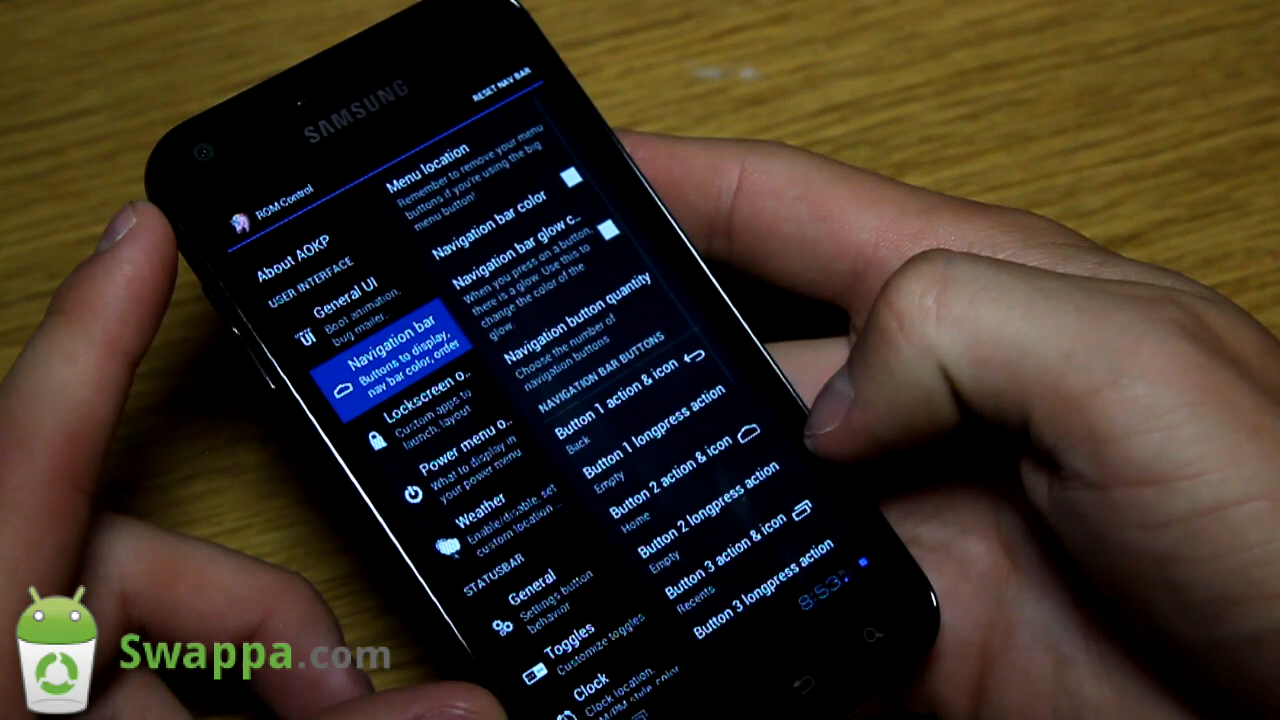 SAMSUNG
ROM Control
RESET NAV BAR
About AOKP
USER INTERFACE
UI
General UI
Boot animation,
bug mailer..
Navigation bar
Buttons to display,
nav bar color, order
Lockscreen o..
Custom apps to
launch, layout
Power menu o..
What to display in
your power menu
Weather
Enable/disable, set
custom location...
STATUSBAR
General
Settings button
behavior
Toggles
Customize toggles
Clock
Clock location,
AM/PM style, color
Menu location
Remember to remove your menu
buttons if you're using the big
menu button!
Navigation bar color
Navigation bar glow c..
When you press on a button,
there is a glow. Use this to
change the color of the
glow.
Navigation button quantity
Choose the number of
navigation buttons
NAVIGATION BAR BUTTONS
Button 1 action & icon
Back
Button 1 longpress action
Empty
Button 2 action & icon
Home
Button 2 longpress action
Empty
Button 3 action & icon
Recents
Button 3 longpress action
8:53
Swappa.com